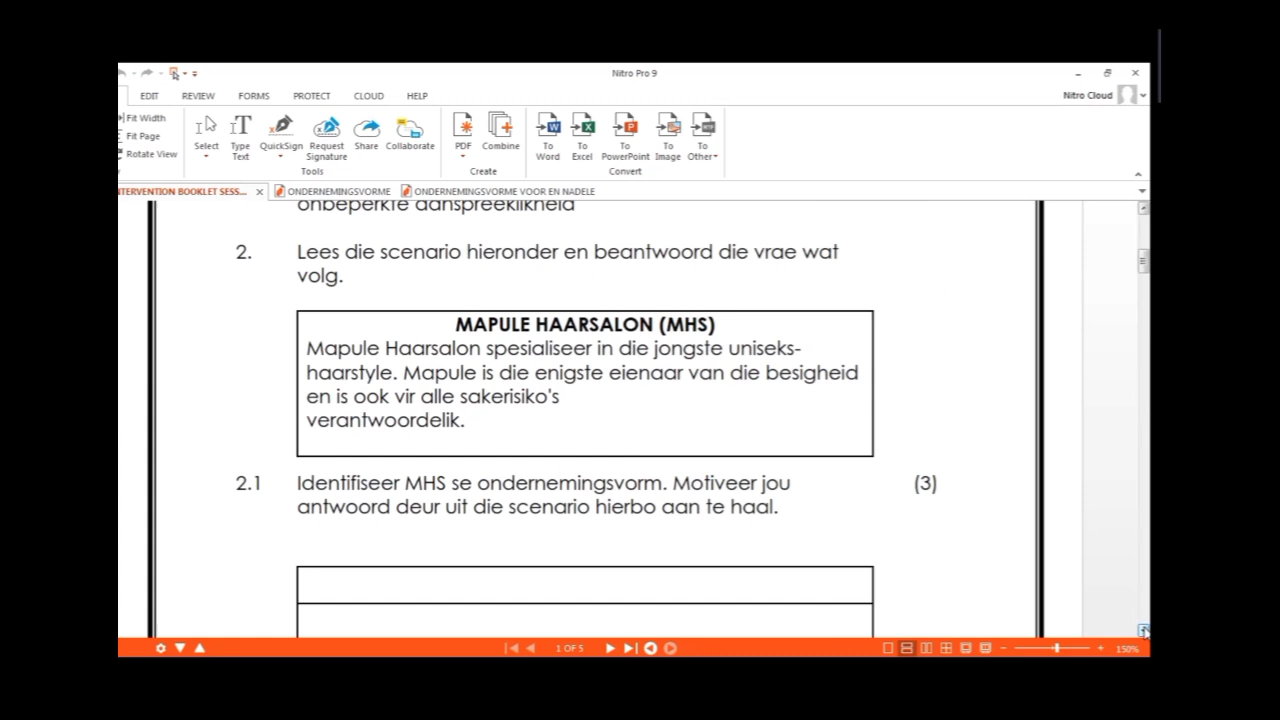 Nitro Pro 9
EDIT REVIEW FORMS PROTECT CLOUD HELP
Nitro Cloud
Fit Width
Fit Page
Rotate View
Select
Type Text
QuickSign
Request Signature
Share
Collaborate
Tools
PDF
Combine
Create
To Word
To Excel
To PowerPoint
To Image
To Other
Convert
NTERVENTION BOOKLET SESS... ONDERNEMINGSVORME ONDERNEMINGSVORME VOOR EN NADELE
onbeperkte aanspreeklikheid
2. Lees die scenario hieronder en beantwoord die vrae wat
volg.
MAPULE HAARSALON (MHS)
Mapule Haarsalon spesialiseer in die jongste uniseks-
haarstyle. Mapule is die enigste eienaar van die besigheid
en is ook vir alle sakerisiko's
verantwoordelik.
2.1 Identifiseer MHS se ondernemingsvorm. Motiveer jou (3)
antwoord deur uit die scenario hierbo aan te haal.
1 OF 5
150%